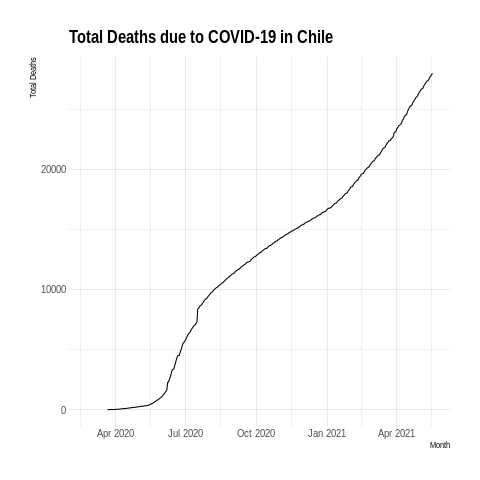 Total Deaths due to COVID-19 in Chile
Total Deaths
20000
10000
0
Apr 2020 Jul 2020 Oct 2020 Jan 2021 Apr 2021
Month